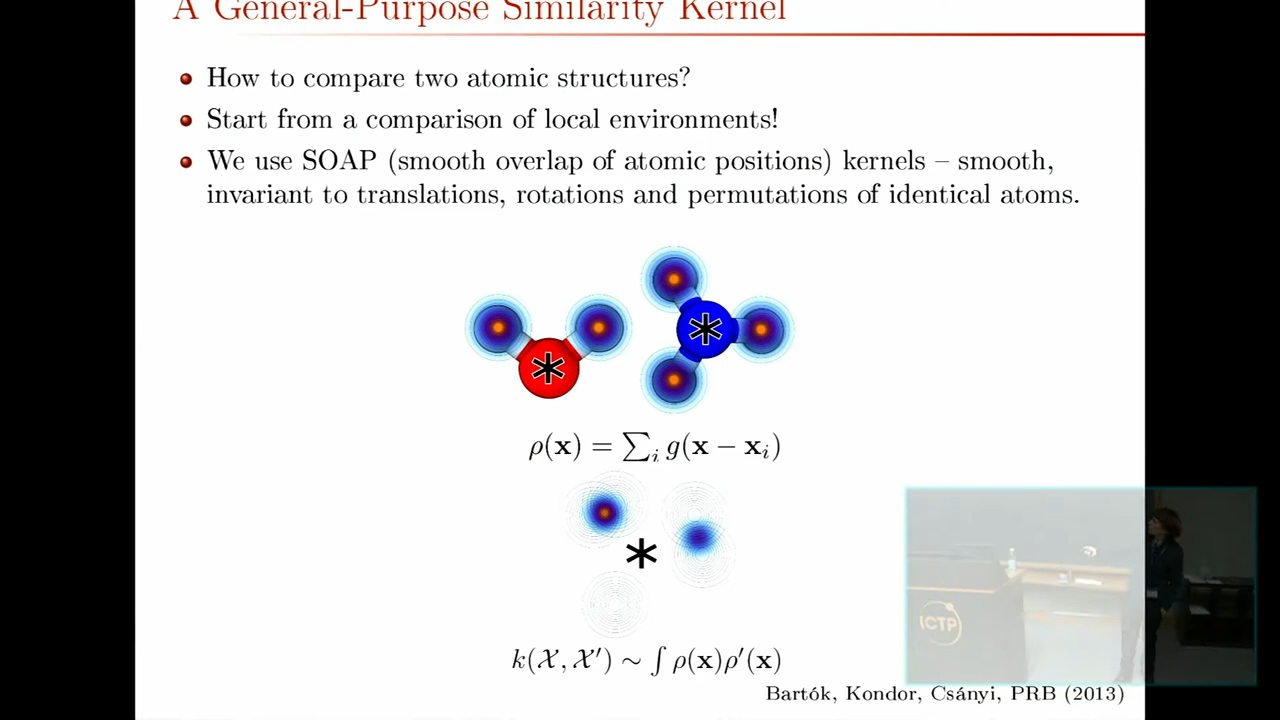 A General-Purpose Similarity Kernel
How to compare two atomic structures?
Start from a comparison of local environments!
We use SOAP (smooth overlap of atomic positions) kernels – smooth,
invariant to translations, rotations and permutations of identical atoms.
* *
ρ(x) = ∑ᵢ g(x − xᵢ)
*
k(𝒳, 𝒳′) ∼ ∫ ρ(x)ρ′(x)
ICTP
Bartók, Kondor, Csányi, PRB (2013)